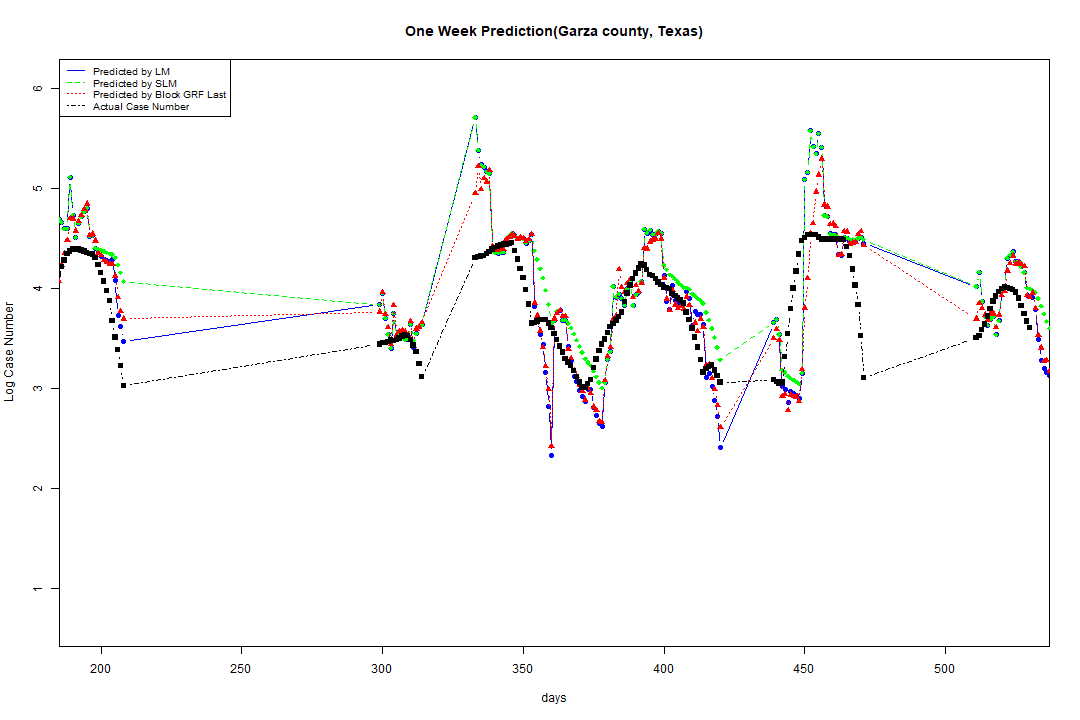 One Week Prediction(Garza county, Texas)
Predicted by LM
Predicted by SLM
Predicted by Block GRF Last
Actual Case Number
Log Case Number
6
5
4
3
2
1
200 250 300 350 400 450 500
days